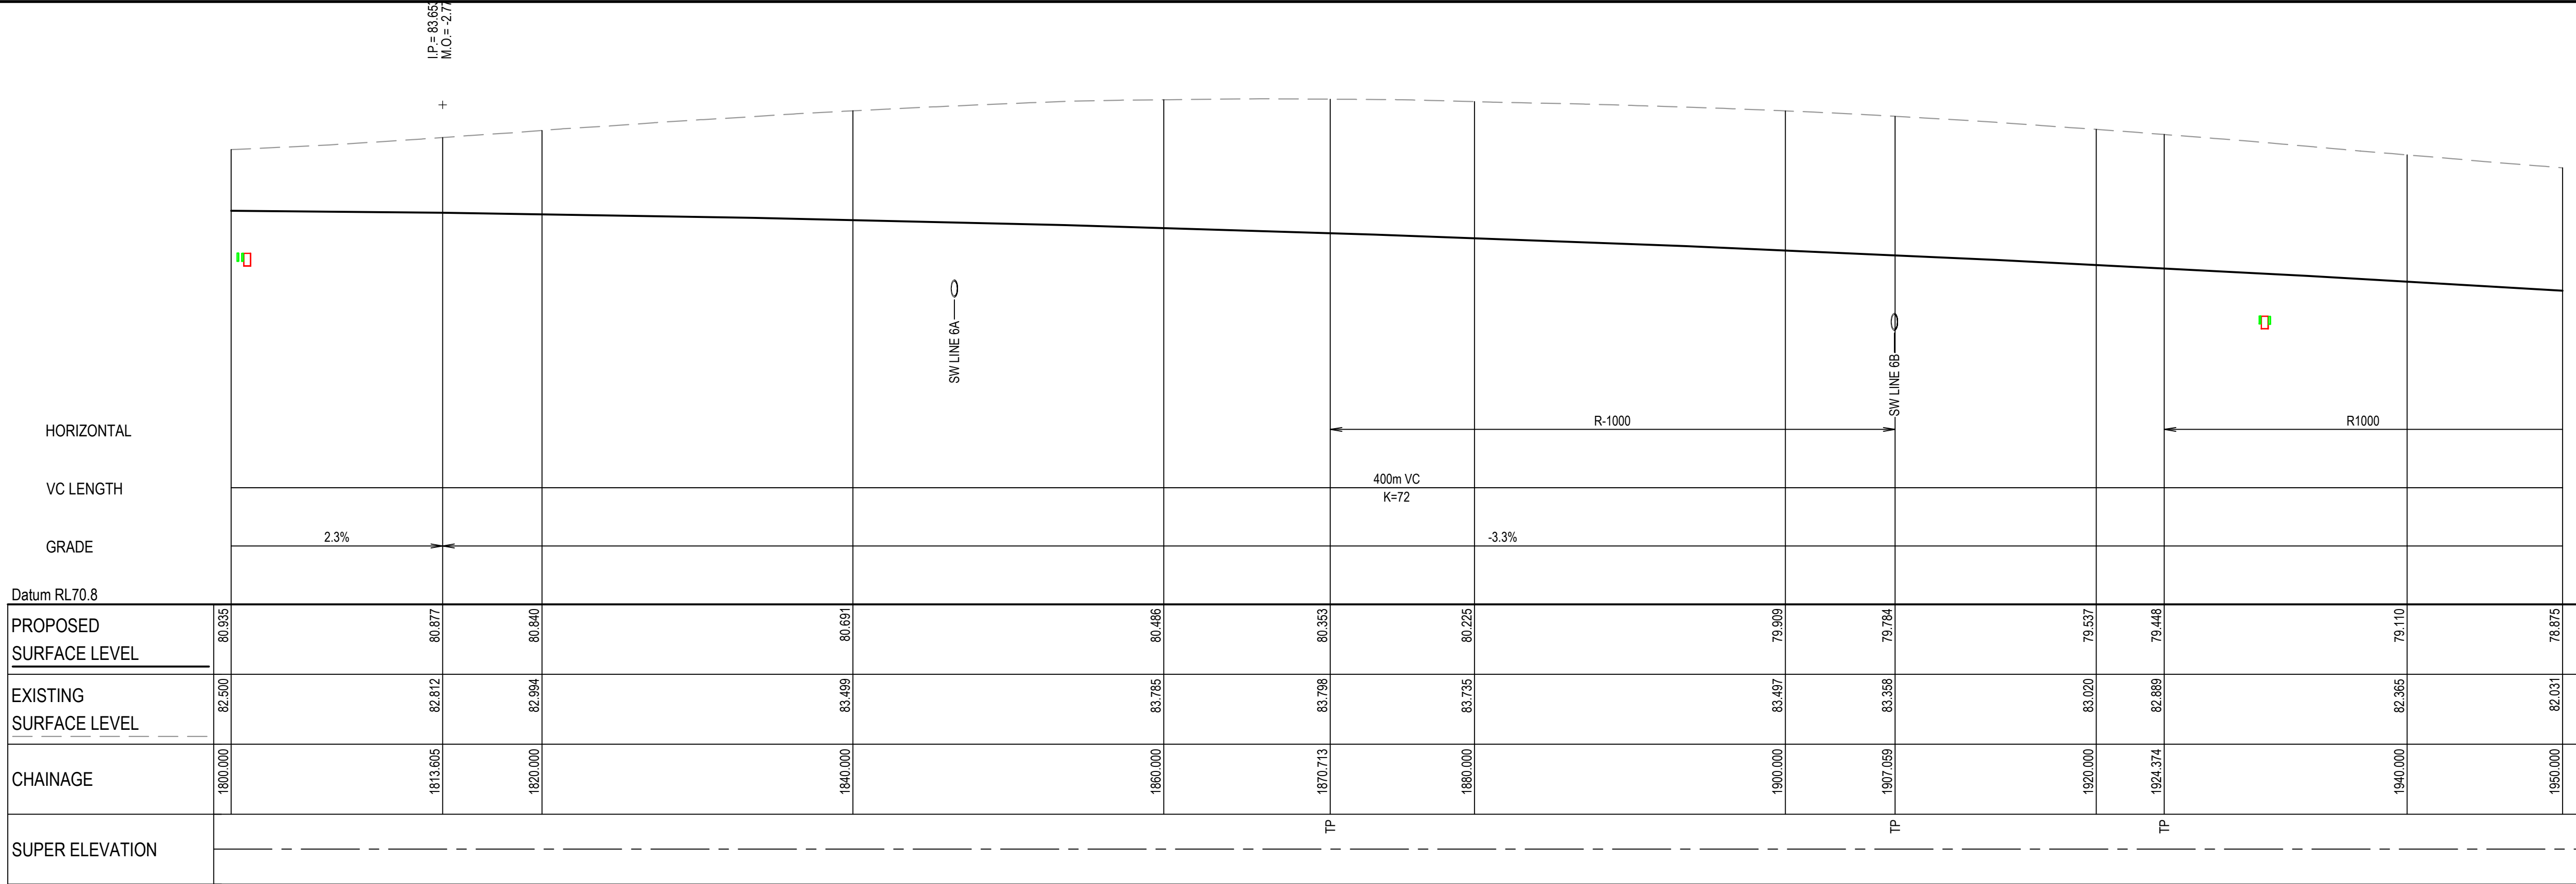 I.P.= 83.653
M.O.= -2.77
SW LINE 6A
SW LINE 6B
HORIZONTAL
R-1000
R1000
VC LENGTH
400m VC
K=72
GRADE
2.3%
-3.3%
Datum RL70.8
PROPOSED
SURFACE LEVEL
80.935 80.877 80.840 80.691 80.486 80.353 80.225 79.909 79.784 79.537 79.448 79.110 78.875
EXISTING
SURFACE LEVEL
82.500 82.812 82.994 83.499 83.785 83.798 83.735 83.497 83.358 83.020 82.889 82.365 82.031
CHAINAGE
1800.000 1813.605 1820.000 1840.000 1860.000 1870.713 1880.000 1900.000 1907.059 1920.000 1924.374 1940.000 1950.000
TP TP TP
SUPER ELEVATION